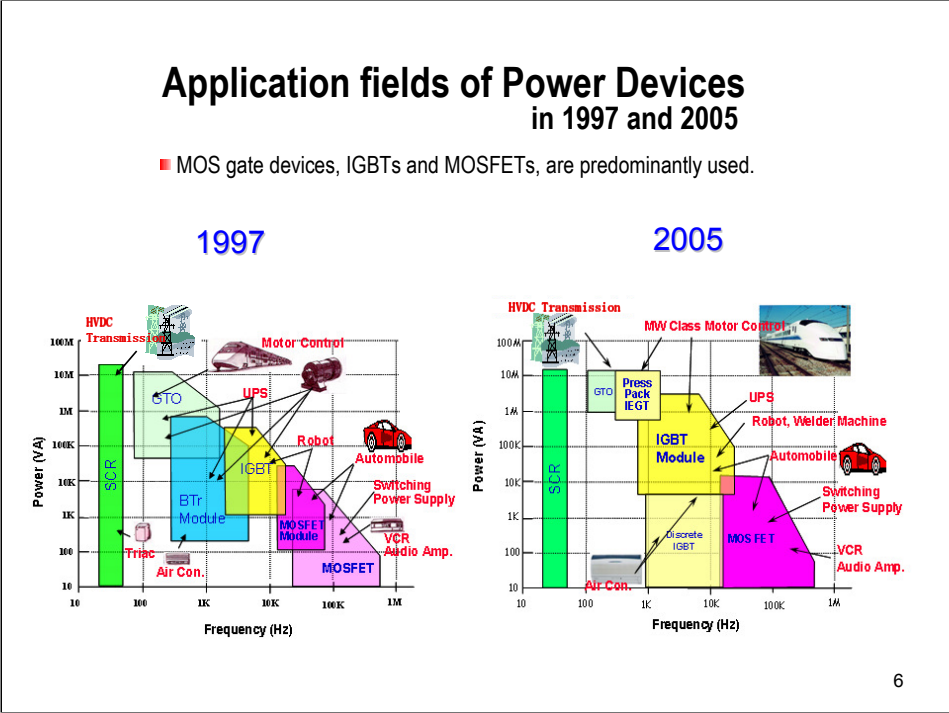 Application fields of Power Devices
in 1997 and 2005
MOS gate devices, IGBTs and MOSFETs, are predominantly used.
1997
HVDC
Transmission
Motor Control
UPS
Robot
Automobile
Switching
Power Supply
VCR
Audio Amp.
Triac
Air Con.
SCR
GTO
BTr
Module
IGBT
MOSFET
Module
MOSFET
Power (VA)
100M
10M
1M
100K
10K
1K
100
10
10
100
1K
10K
100K
1M
Frequency (Hz)
2005
HVDC Transmission
MW Class Motor Control
UPS
Robot, Welder Machine
Automobile
Switching
Power Supply
VCR
Audio Amp.
Air Con.
SCR
GTO
Press
Pack
IEGT
IGBT
Module
Discrete
IGBT
MOSFET
Power (VA)
100M
10M
1M
100K
10K
1K
100
10
10
100
1K
10K
100K
1M
Frequency (Hz)
6